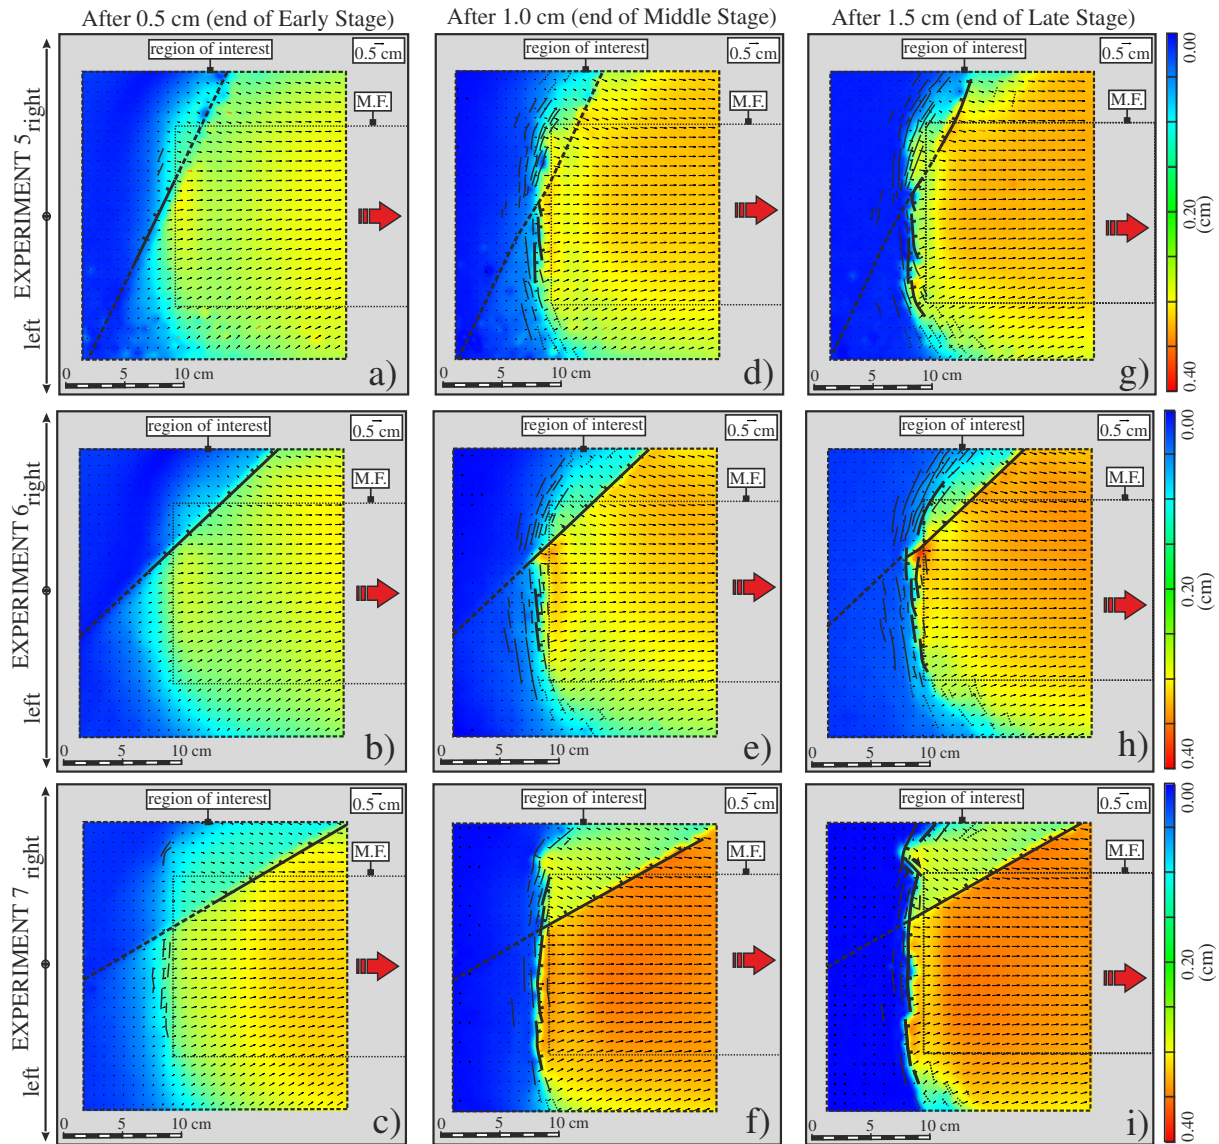 After 0.5 cm (end of Early Stage)
After 1.0 cm (end of Middle Stage)
After 1.5 cm (end of Late Stage)
EXPERIMENT 5
right
left
region of interest
0.5 cm
M.F.
0 5 10 cm
a)
region of interest
0.5 cm
M.F.
0 5 10 cm
d)
region of interest
0.5 cm
M.F.
0 5 10 cm
g)
0.00
0.20
(cm)
0.40
EXPERIMENT 6
right
left
region of interest
0.5 cm
M.F.
0 5 10 cm
b)
region of interest
0.5 cm
M.F.
0 5 10 cm
e)
region of interest
0.5 cm
M.F.
0 5 10 cm
h)
0.00
0.20
(cm)
0.40
EXPERIMENT 7
right
left
region of interest
0.5 cm
M.F.
0 5 10 cm
c)
region of interest
0.5 cm
M.F.
0 5 10 cm
f)
region of interest
0.5 cm
M.F.
0 5 10 cm
i)
0.00
0.20
(cm)
0.40